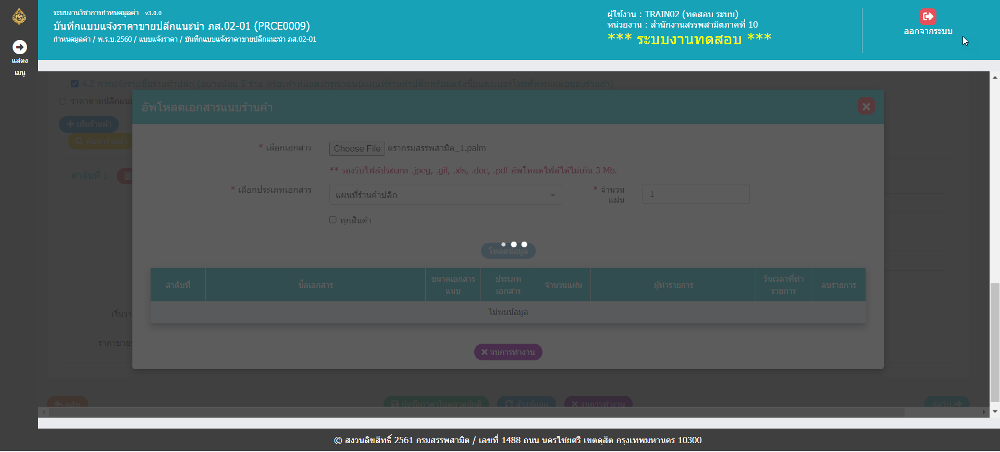 ระบบงานวิชาการกำหนดมูลค่า v3.0.0
บันทึกแบบแจ้งราคาขายปลีกแนะนำ ภส.02-01 (PRCE0009)
กำหนดมูลค่า / พ.ร.บ.2560 / แบบแจ้งราคา / บันทึกแบบแจ้งราคาขายปลีกแนะนำ ภส.02-01
ผู้ใช้งาน : TRAIN02 (ทดสอบ ระบบ)
หน่วยงาน : สำนักงานสรรพสามิตภาคที่ 10
*** ระบบงานทดสอบ ***
ออกจากระบบ
แสดง
เมนู
4.2 การแจ้งรายชื่อร้านค้าปลีก (อย่างน้อย 5 ร้าน หรือเท่าที่มีและกรุณาแนบแผนที่ร้านค้าปลีกพร้อมแจ้งชื่อและเบอร์โทรศัพท์ติดต่อของร้านค้า)
ราคาขายปลีกแนะ
อัพโหลดเอกสารแนบร้านค้า
เพิ่มร้านค้า
ค้นหาร้านค้า
* เลือกเอกสาร Choose File ตรากรมสรรพสามิต_1.palm
** รองรับไฟล์ประเภท .jpeg, .gif, .xls, .doc, .pdf อัพโหลดไฟล์ได้ไม่เกิน 3 Mb.
ลำดับที่ 1
* เลือกประเภทเอกสาร แผนที่ร้านค้าปลีก * จำนวนแผ่น 1
ทุกสินค้า
โหลดข้อมูล
ลำดับที่ ชื่อเอกสาร ขนาดเอกสารแนบ ประเภทเอกสาร จำนวนแผ่น ผู้ทำรายการ วันเวลาที่ทำรายการ ลบรายการ
ไม่พบข้อมูล
เริ่มวา
ราคาขาย
จบการทำงาน
กลับ บันทึกราคาในตลาดปกติ ล้างข้อมูล จบการทำงาน ถัดไป
© สงวนลิขสิทธิ์ 2561 กรมสรรพสามิต / เลขที่ 1488 ถนน นครไชยศรี เขตดุสิต กรุงเทพมหานคร 10300